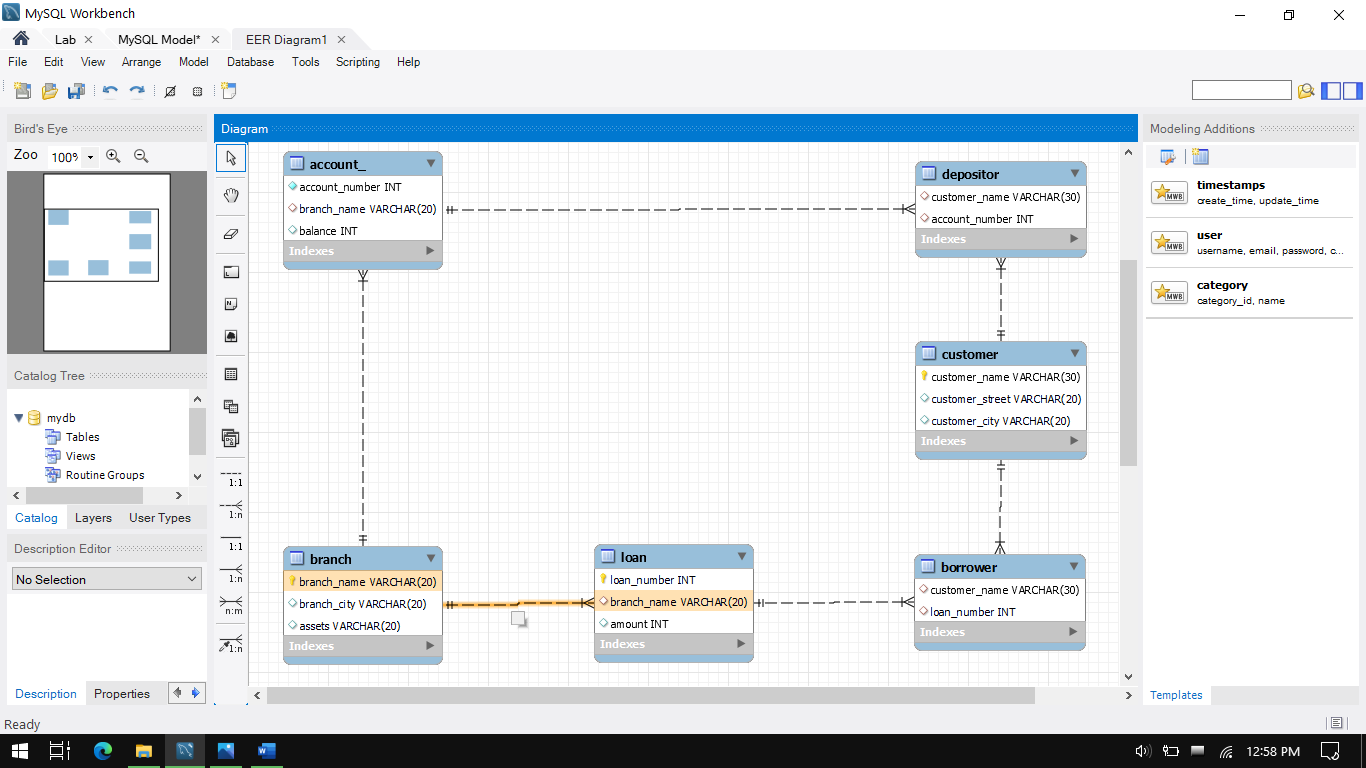 MySQL Workbench
Lab
MySQL Model*
EER Diagram1
File Edit View Arrange Model Database Tools Scripting Help
Bird's Eye
Zoo 100%
Catalog Tree
mydb
Tables
Views
Routine Groups
Catalog Layers User Types
Description Editor
No Selection
Description Properties
Diagram
1:1
1:n
1:1
1:n
n:m
1:n
account_
account_number INT
branch_name VARCHAR(20)
balance INT
Indexes
depositor
customer_name VARCHAR(30)
account_number INT
Indexes
customer
customer_name VARCHAR(30)
customer_street VARCHAR(20)
customer_city VARCHAR(20)
Indexes
branch
branch_name VARCHAR(20)
branch_city VARCHAR(20)
assets VARCHAR(20)
Indexes
loan
loan_number INT
branch_name VARCHAR(20)
amount INT
Indexes
borrower
customer_name VARCHAR(30)
loan_number INT
Indexes
Modeling Additions
MWB
timestamps
create_time, update_time
MWB
user
username, email, password, c...
MWB
category
category_id, name
Templates
Ready
12:58 PM